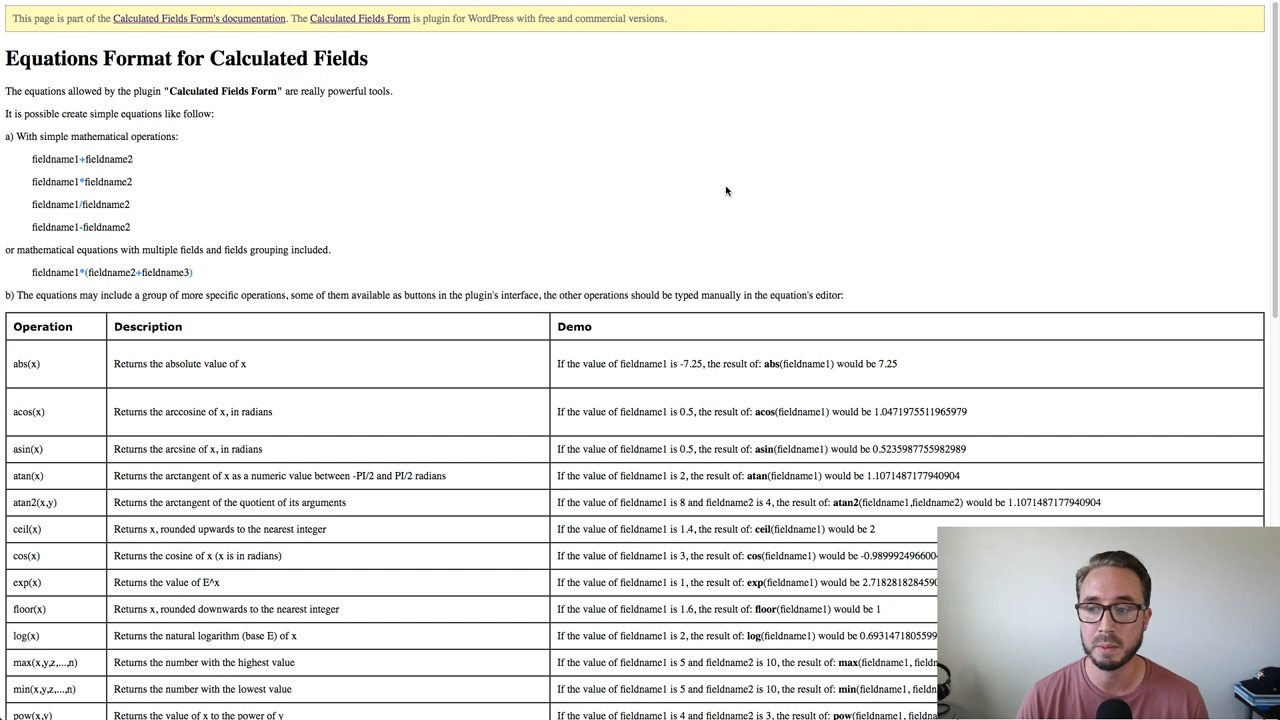 This page is part of the Calculated Fields Form's documentation. The Calculated Fields Form is plugin for WordPress with free and commercial versions.
Equations Format for Calculated Fields
The equations allowed by the plugin "Calculated Fields Form" are really powerful tools.
It is possible create simple equations like follow:
a) With simple mathematical operations:
fieldname1+fieldname2
fieldname1*fieldname2
fieldname1/fieldname2
fieldname1-fieldname2
or mathematical equations with multiple fields and fields grouping included.
fieldname1*(fieldname2+fieldname3)
b) The equations may include a group of more specific operations, some of them available as buttons in the plugin's interface, the other operations should be typed manually in the equation's editor:
Operation Description Demo
abs(x) Returns the absolute value of x If the value of fieldname1 is -7.25, the result of: abs(fieldname1) would be 7.25
acos(x) Returns the arccosine of x, in radians If the value of fieldname1 is 0.5, the result of: acos(fieldname1) would be 1.0471975511965979
asin(x) Returns the arcsine of x, in radians If the value of fieldname1 is 0.5, the result of: asin(fieldname1) would be 0.5235987755982989
atan(x) Returns the arctangent of x as a numeric value between -PI/2 and PI/2 radians If the value of fieldname1 is 2, the result of: atan(fieldname1) would be 1.1071487177940904
atan2(x,y) Returns the arctangent of the quotient of its arguments If the value of fieldname1 is 8 and fieldname2 is 4, the result of: atan2(fieldname1,fieldname2) would be 1.1071487177940904
ceil(x) Returns x, rounded upwards to the nearest integer If the value of fieldname1 is 1.4, the result of: ceil(fieldname1) would be 2
cos(x) Returns the cosine of x (x is in radians) If the value of fieldname1 is 3, the result of: cos(fieldname1) would be -0.989992496600
exp(x) Returns the value of E^x If the value of fieldname1 is 1, the result of: exp(fieldname1) would be 2.718281828459
floor(x) Returns x, rounded downwards to the nearest integer If the value of fieldname1 is 1.6, the result of: floor(fieldname1) would be 1
log(x) Returns the natural logarithm (base E) of x If the value of fieldname1 is 2, the result of: log(fieldname1) would be 0.6931471805599
max(x,y,z,...,n) Returns the number with the highest value If the value of fieldname1 is 5 and fieldname2 is 10, the result of: max(fieldname1, fieldn
min(x,y,z,...,n) Returns the number with the lowest value If the value of fieldname1 is 5 and fieldname2 is 10, the result of: min(fieldname1, fieldn
pow(x,y) Returns the value of x to the power of y If the value of fieldname1 is 4 and fieldname2 is 3, the result of: pow(fieldname1, fieldn